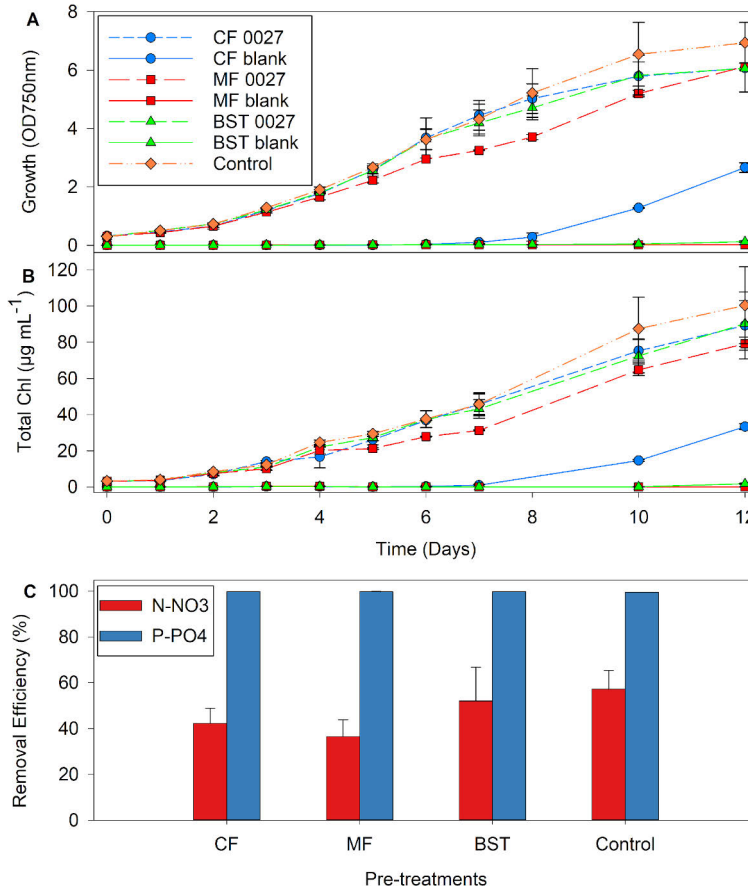 A
CF 0027
CF blank
MF 0027
MF blank
BST 0027
BST blank
Control
Growth (OD750nm)
8
6
4
2
0
B
Total Chl (µg mL⁻¹)
120
100
80
60
40
20
0
0 2 4 6 8 10 12
Time (Days)
C
N-NO3
P-PO4
Removal Efficiency (%)
100
80
60
40
20
0
CF MF BST Control
Pre-treatments